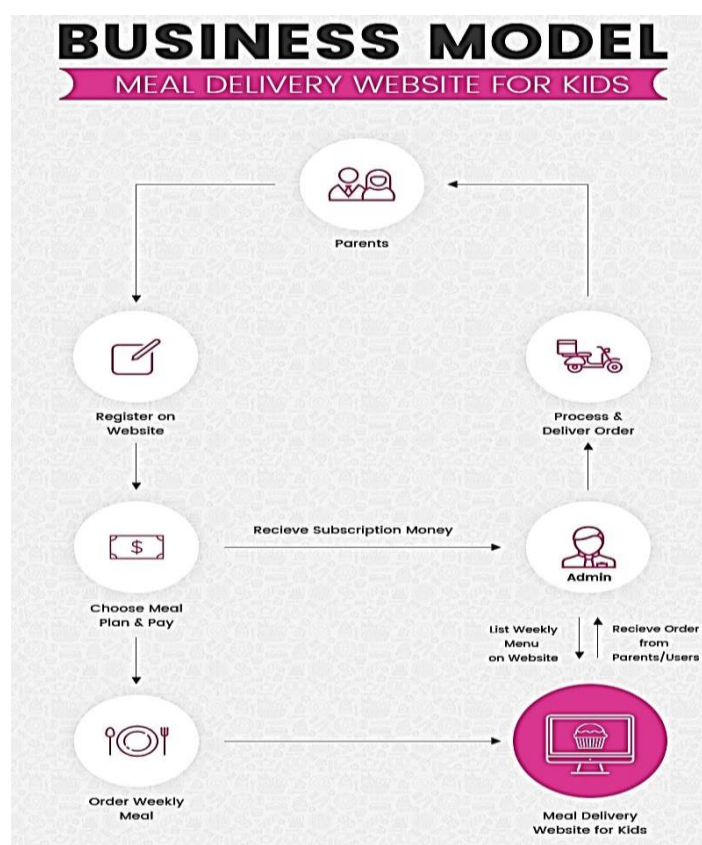 BUSINESS MODEL
MEAL DELIVERY WEBSITE FOR KIDS
Parents
Register on
Website
Process &
Deliver Order
Recieve Subscription Money
$
Admin
Choose Meal
Plan & Pay
List Weekly
Menu
on Website
Recieve Order
from
Parents/Users
Order Weekly
Meal
Meal Delivery
Website for Kids